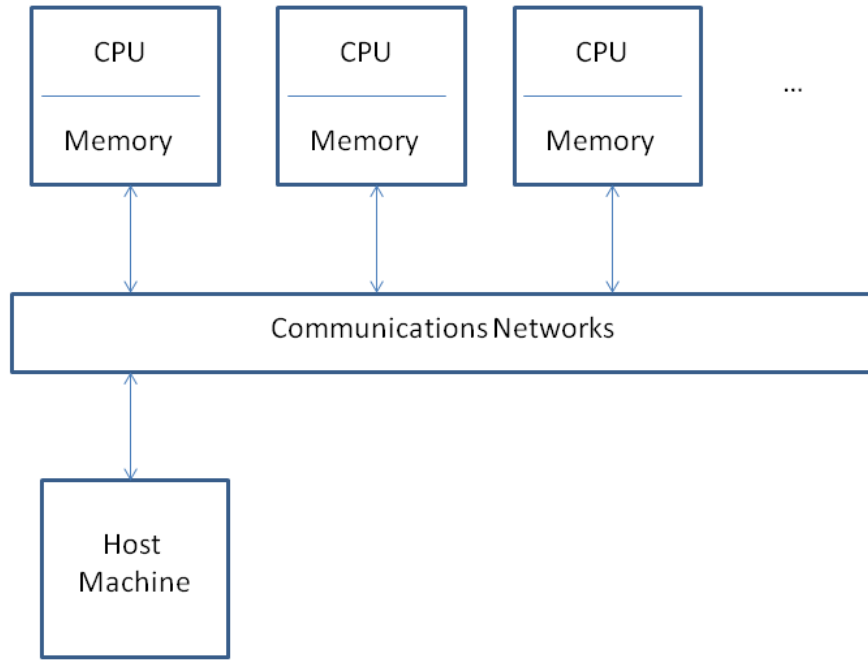 CPU
Memory
CPU
Memory
CPU
Memory
...
Communications Networks
Host
Machine